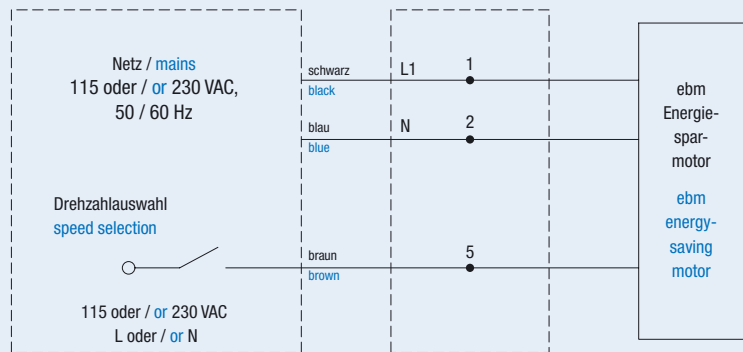 Netz / mains
115 oder / or 230 VAC,
50 / 60 Hz
schwarz
black
L1
1
blau
blue
N
2
Drehzahlauswahl
speed selection
braun
brown
5
115 oder / or 230 VAC
L oder / or N
ebm
Energie-
spar-
motor
ebm
energy-
saving
motor